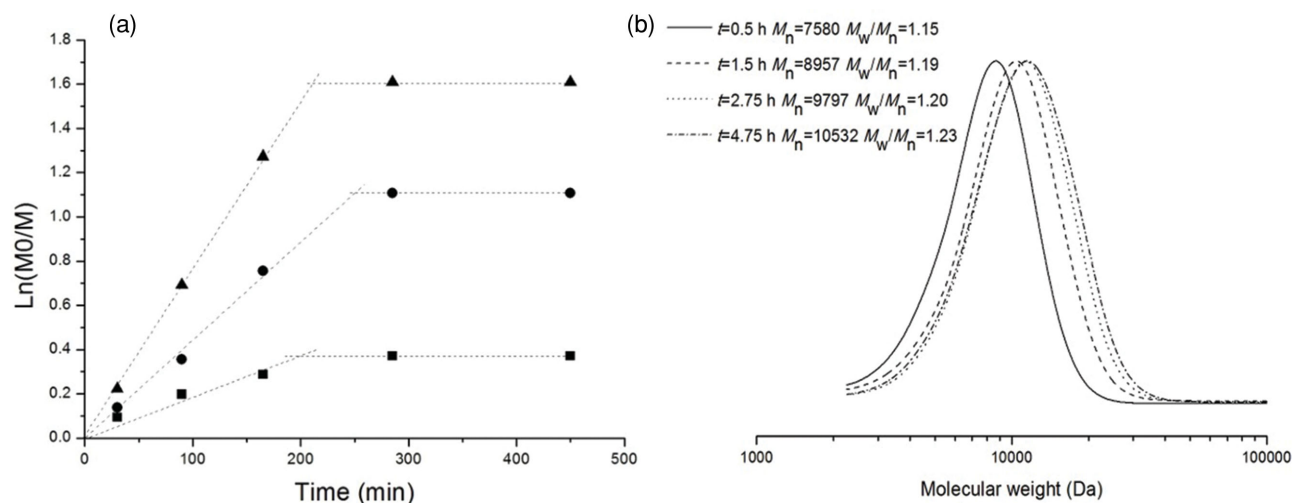 (a)
1.8
1.6
1.4
1.2
1.0
0.8
0.6
0.4
0.2
0.0
Ln(M0/M)
0 100 200 300 400 500
Time (min)
(b)
t=0.5 h Mn=7580 Mw/Mn=1.15
t=1.5 h Mn=8957 Mw/Mn=1.19
t=2.75 h Mn=9797 Mw/Mn=1.20
t=4.75 h Mn=10532 Mw/Mn=1.23
1000 10000 100000
Molecular weight (Da)